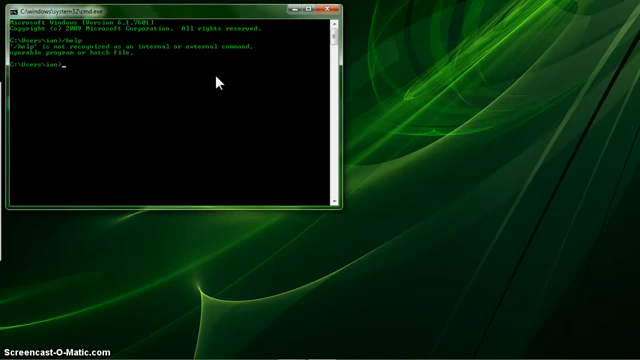 C:\windows\system32\cmd.exe
Microsoft Windows [Version 6.1.7601]
Copyright (c) 2009 Microsoft Corporation.  All rights reserved.
C:\Users\ian>/help
'/help' is not recognized as an internal or external command,
operable program or batch file.
C:\Users\ian>_
Screencast-O-Matic.com